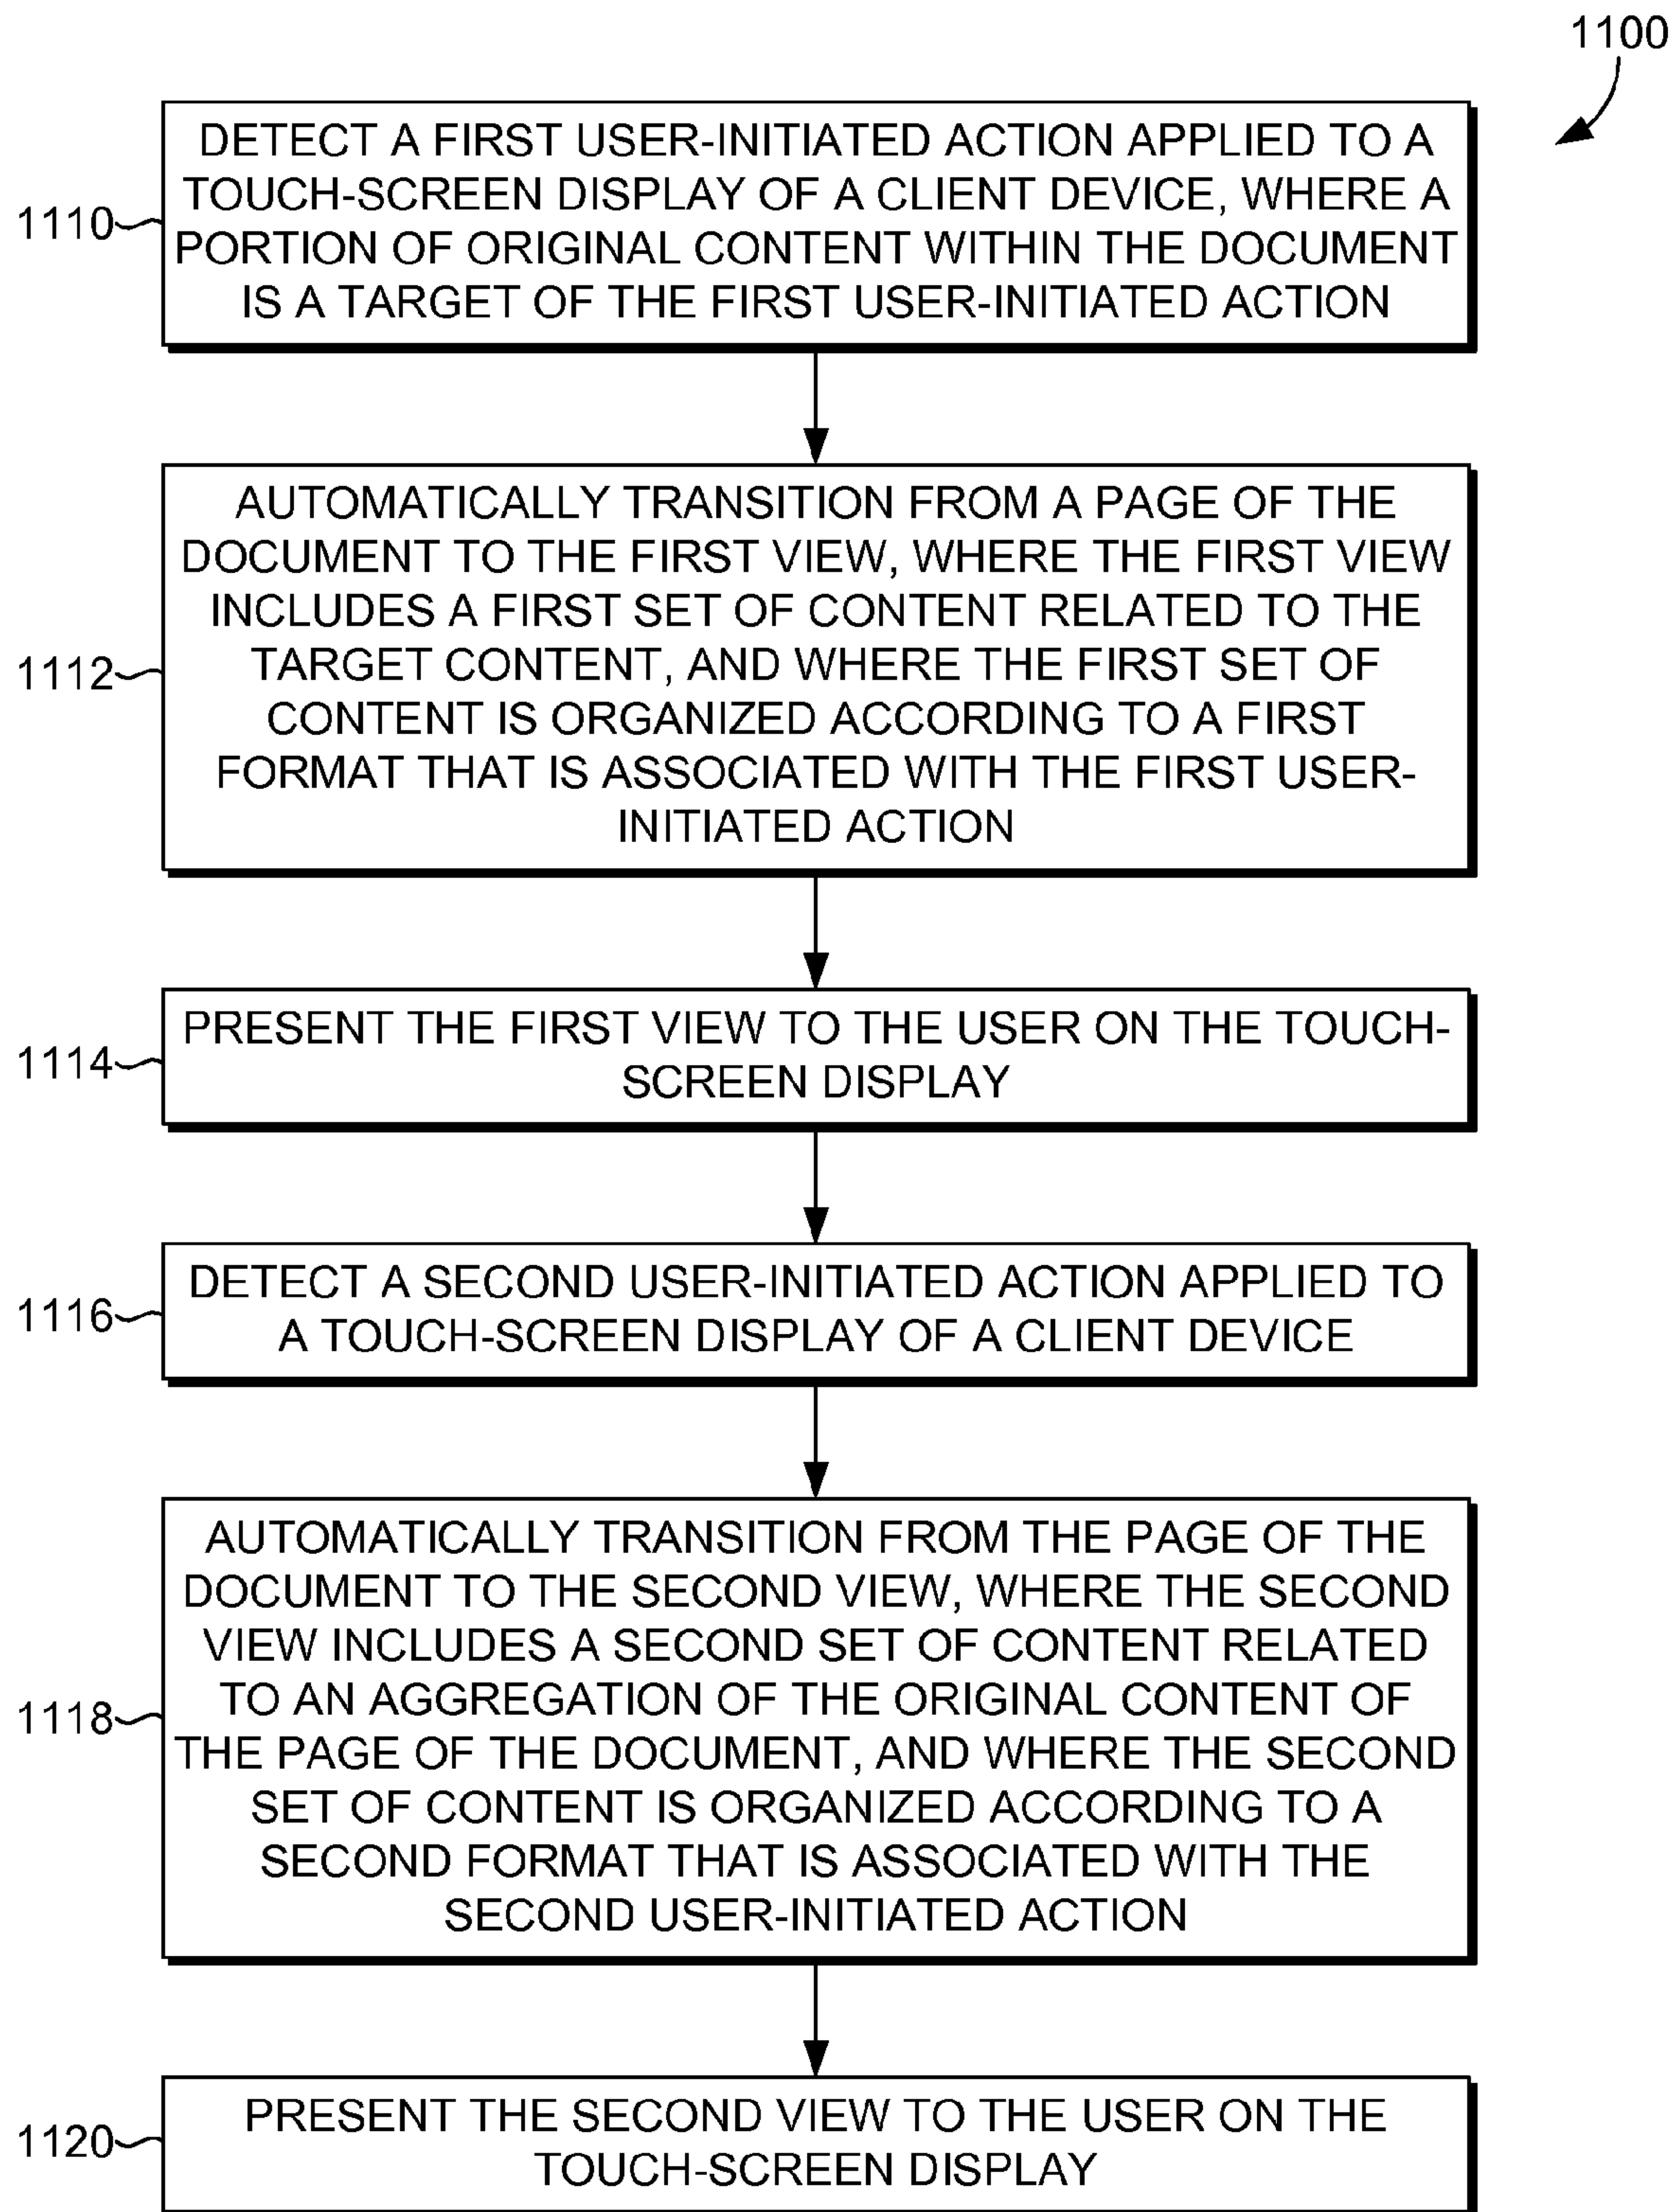 1100
1110
DETECT A FIRST USER-INITIATED ACTION APPLIED TO A
TOUCH-SCREEN DISPLAY OF A CLIENT DEVICE, WHERE A
PORTION OF ORIGINAL CONTENT WITHIN THE DOCUMENT
IS A TARGET OF THE FIRST USER-INITIATED ACTION
1112
AUTOMATICALLY TRANSITION FROM A PAGE OF THE
DOCUMENT TO THE FIRST VIEW, WHERE THE FIRST VIEW
INCLUDES A FIRST SET OF CONTENT RELATED TO THE
TARGET CONTENT, AND WHERE THE FIRST SET OF
CONTENT IS ORGANIZED ACCORDING TO A FIRST
FORMAT THAT IS ASSOCIATED WITH THE FIRST USER-
INITIATED ACTION
1114
PRESENT THE FIRST VIEW TO THE USER ON THE TOUCH-
SCREEN DISPLAY
1116
DETECT A SECOND USER-INITIATED ACTION APPLIED TO
A TOUCH-SCREEN DISPLAY OF A CLIENT DEVICE
1118
AUTOMATICALLY TRANSITION FROM THE PAGE OF THE
DOCUMENT TO THE SECOND VIEW, WHERE THE SECOND
VIEW INCLUDES A SECOND SET OF CONTENT RELATED
TO AN AGGREGATION OF THE ORIGINAL CONTENT OF
THE PAGE OF THE DOCUMENT, AND WHERE THE SECOND
SET OF CONTENT IS ORGANIZED ACCORDING TO A
SECOND FORMAT THAT IS ASSOCIATED WITH THE
SECOND USER-INITIATED ACTION
1120
PRESENT THE SECOND VIEW TO THE USER ON THE
TOUCH-SCREEN DISPLAY